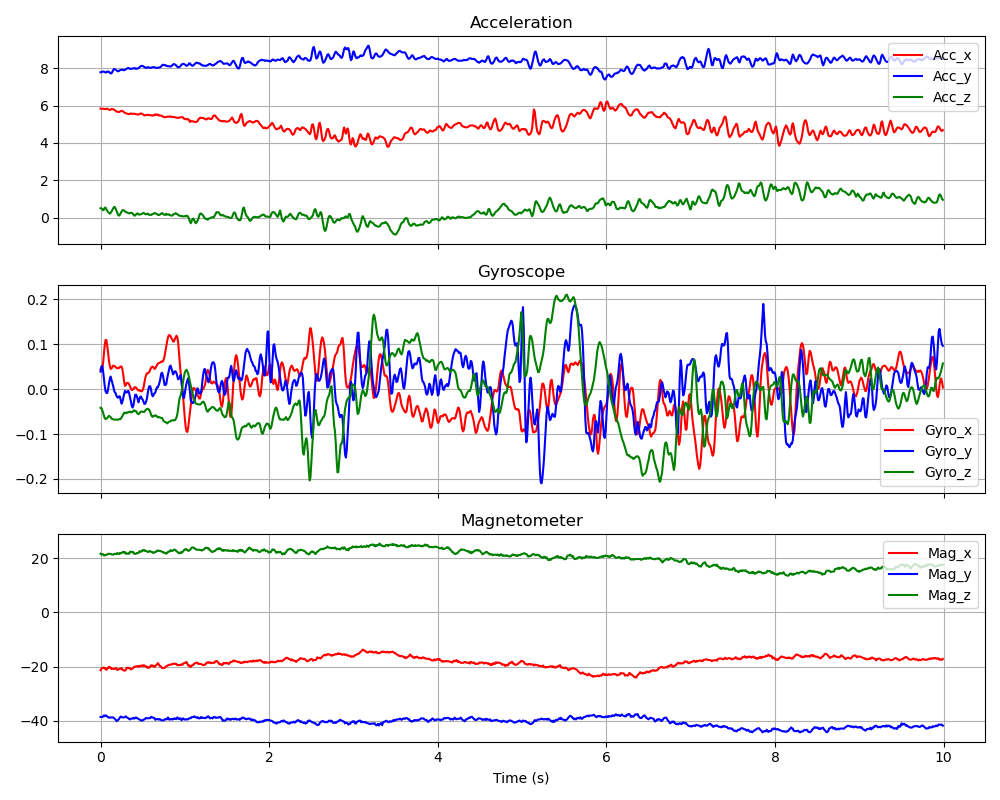 Acceleration
8
6
4
2
0
Acc_x
Acc_y
Acc_z
Gyroscope
0.2
0.1
0.0
−0.1
−0.2
Gyro_x
Gyro_y
Gyro_z
Magnetometer
20
0
−20
−40
Mag_x
Mag_y
Mag_z
0 2 4 6 8 10
Time (s)